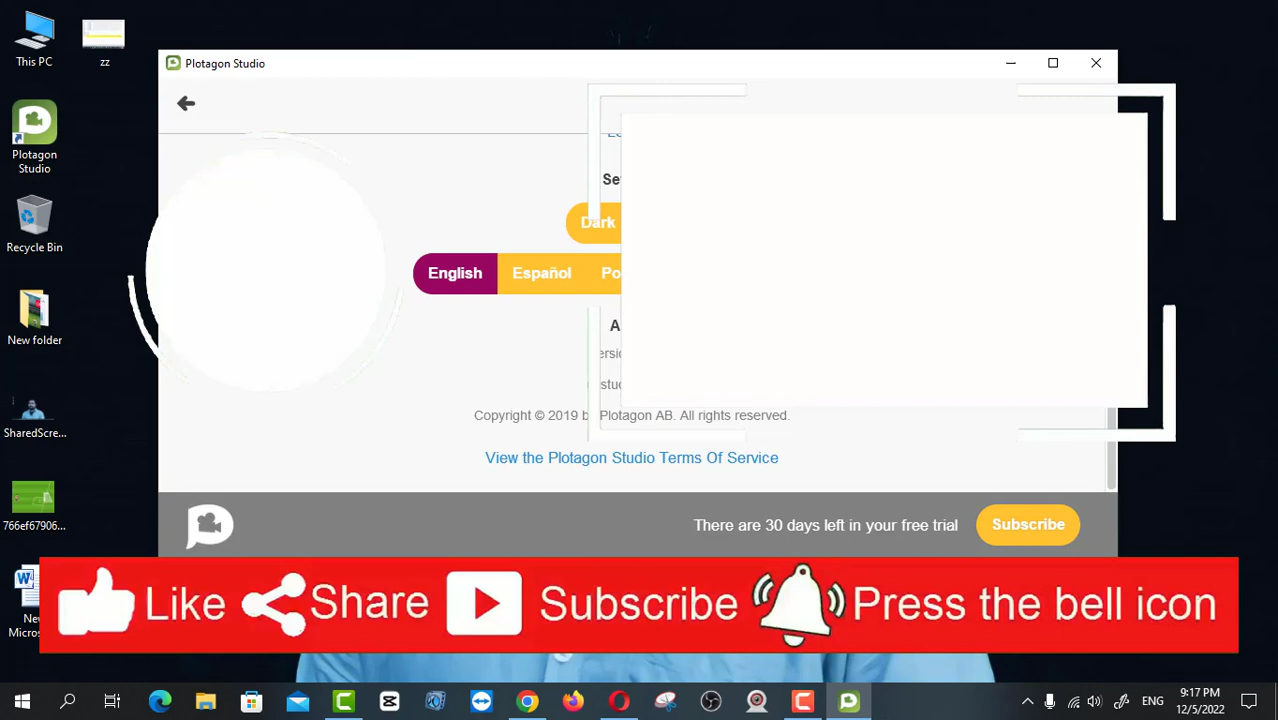 This PC
zz
Plotagon Studio
Plotagon
Studio
Recycle Bin
New folder
SharedScre...
766ef67906...
Dark
English
Español
Copyright © 2019 by Plotagon AB. All rights reserved.
View the Plotagon Studio Terms Of Service
There are 30 days left in your free trial
Subscribe
Like
Share
Subscribe
Press the bell icon
ENG
9:17 PM
12/5/2022